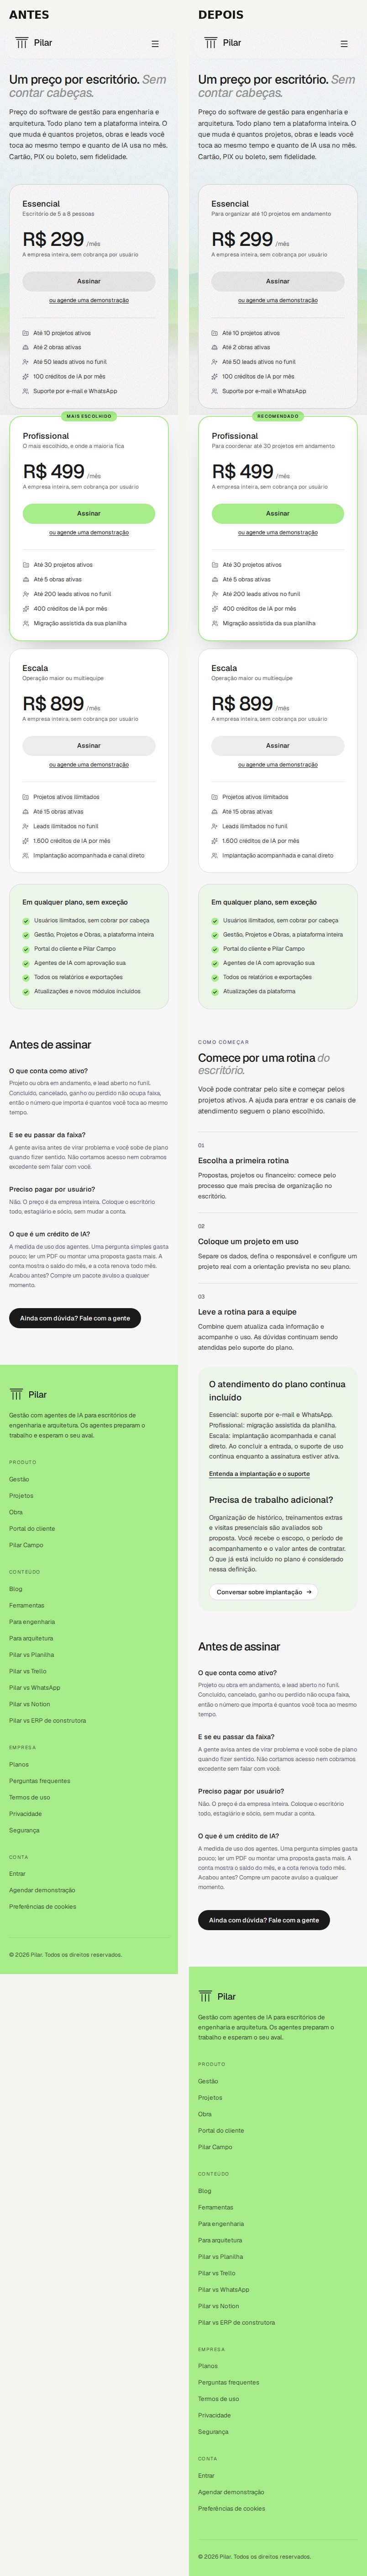 ANTES
Pilar
Um preço por escritório. Sem
contar cabeças.
Preço do software de gestão para engenharia e
arquitetura. Todo plano tem a plataforma inteira. O
que muda é quantos projetos, obras e leads você
toca ao mesmo tempo e quanto de IA usa no mês.
Cartão, PIX ou boleto, sem fidelidade.
Essencial
Escritório de 5 a 8 pessoas
R$ 299 /mês
A empresa inteira, sem cobrança por usuário
Assinar
ou agende uma demonstração
Até 10 projetos ativos
Até 2 obras ativas
Até 50 leads ativos no funil
100 créditos de IA por mês
Suporte por e-mail e WhatsApp
MAIS ESCOLHIDO
Profissional
O mais escolhido, e onde a maioria fica
R$ 499 /mês
A empresa inteira, sem cobrança por usuário
Assinar
ou agende uma demonstração
Até 30 projetos ativos
Até 5 obras ativas
Até 200 leads ativos no funil
400 créditos de IA por mês
Migração assistida da sua planilha
Escala
Operação maior ou multiequipe
R$ 899 /mês
A empresa inteira, sem cobrança por usuário
Assinar
ou agende uma demonstração
Projetos ativos ilimitados
Até 15 obras ativas
Leads ilimitados no funil
1.600 créditos de IA por mês
Implantação acompanhada e canal direto
Em qualquer plano, sem exceção
Usuários ilimitados, sem cobrar por cabeça
Gestão, Projetos e Obras, a plataforma inteira
Portal do cliente e Pilar Campo
Agentes de IA com aprovação sua
Todos os relatórios e exportações
Atualizações e novos módulos incluídos
Antes de assinar
O que conta como ativo?
Projeto ou obra em andamento, e lead aberto no funil.
Concluído, cancelado, ganho ou perdido não ocupa faixa,
então o número que importa é quantos você toca ao mesmo
tempo.
E se eu passar da faixa?
A gente avisa antes de virar problema e você sobe de plano
quando fizer sentido. Não cortamos acesso nem cobramos
excedente sem falar com você.
Preciso pagar por usuário?
Não. O preço é da empresa inteira. Coloque o escritório
todo, estagiário e sócio, sem mudar a conta.
O que é um crédito de IA?
A medida de uso dos agentes. Uma pergunta simples gasta
pouco; ler um PDF ou montar uma proposta gasta mais. A
conta mostra o saldo do mês, e a cota renova todo mês.
Acabou antes? Compre um pacote avulso a qualquer
momento.
Ainda com dúvida? Fale com a gente
Pilar
Gestão com agentes de IA para escritórios de
engenharia e arquitetura. Os agentes preparam o
trabalho e esperam o seu aval.
PRODUTO
Gestão
Projetos
Obra
Portal do cliente
Pilar Campo
CONTEÚDO
Blog
Ferramentas
Para engenharia
Para arquitetura
Pilar vs Planilha
Pilar vs Trello
Pilar vs WhatsApp
Pilar vs Notion
Pilar vs ERP de construtora
EMPRESA
Planos
Perguntas frequentes
Termos de uso
Privacidade
Segurança
CONTA
Entrar
Agendar demonstração
Preferências de cookies
© 2026 Pilar. Todos os direitos reservados.
DEPOIS
Pilar
Um preço por escritório. Sem
contar cabeças.
Preço do software de gestão para engenharia e
arquitetura. Todo plano tem a plataforma inteira. O
que muda é quantos projetos, obras e leads você
toca ao mesmo tempo e quanto de IA usa no mês.
Cartão, PIX ou boleto, sem fidelidade.
Essencial
Para organizar até 10 projetos em andamento
R$ 299 /mês
A empresa inteira, sem cobrança por usuário
Assinar
ou agende uma demonstração
Até 10 projetos ativos
Até 2 obras ativas
Até 50 leads ativos no funil
100 créditos de IA por mês
Suporte por e-mail e WhatsApp
RECOMENDADO
Profissional
Para coordenar até 30 projetos em andamento
R$ 499 /mês
A empresa inteira, sem cobrança por usuário
Assinar
ou agende uma demonstração
Até 30 projetos ativos
Até 5 obras ativas
Até 200 leads ativos no funil
400 créditos de IA por mês
Migração assistida da sua planilha
Escala
Operação maior ou multiequipe
R$ 899 /mês
A empresa inteira, sem cobrança por usuário
Assinar
ou agende uma demonstração
Projetos ativos ilimitados
Até 15 obras ativas
Leads ilimitados no funil
1.600 créditos de IA por mês
Implantação acompanhada e canal direto
Em qualquer plano, sem exceção
Usuários ilimitados, sem cobrar por cabeça
Gestão, Projetos e Obras, a plataforma inteira
Portal do cliente e Pilar Campo
Agentes de IA com aprovação sua
Todos os relatórios e exportações
Atualizações da plataforma
COMO COMEÇAR
Comece por uma rotina do
escritório.
Você pode contratar pelo site e começar pelos
projetos ativos. A ajuda para entrar e os canais de
atendimento seguem o plano escolhido.
01
Escolha a primeira rotina
Propostas, projetos ou financeiro: comece pelo
processo que mais precisa de organização no
escritório.
02
Coloque um projeto em uso
Separe os dados, defina o responsável e configure um
projeto real com a orientação prevista no seu plano.
03
Leve a rotina para a equipe
Combine quem atualiza cada informação e
acompanhe o uso. As dúvidas continuam sendo
atendidas pelo suporte do plano.
O atendimento do plano continua
incluído
Essencial: suporte por e-mail e WhatsApp.
Profissional: migração assistida da planilha.
Escala: implantação acompanhada e canal
direto. Ao concluir a entrada, o suporte de uso
continua enquanto a assinatura estiver ativa.
Entenda a implantação e o suporte
Precisa de trabalho adicional?
Organização de histórico, treinamentos extras
e visitas presenciais são avaliados sob
proposta. Você recebe o escopo, o período de
acompanhamento e o valor antes de contratar.
O que já está incluído no plano é considerado
nessa definição.
Conversar sobre implantação →
Antes de assinar
O que conta como ativo?
Projeto ou obra em andamento, e lead aberto no funil.
Concluído, cancelado, ganho ou perdido não ocupa faixa,
então o número que importa é quantos você toca ao mesmo
tempo.
E se eu passar da faixa?
A gente avisa antes de virar problema e você sobe de plano
quando fizer sentido. Não cortamos acesso nem cobramos
excedente sem falar com você.
Preciso pagar por usuário?
Não. O preço é da empresa inteira. Coloque o escritório
todo, estagiário e sócio, sem mudar a conta.
O que é um crédito de IA?
A medida de uso dos agentes. Uma pergunta simples gasta
pouco; ler um PDF ou montar uma proposta gasta mais. A
conta mostra o saldo do mês, e a cota renova todo mês.
Acabou antes? Compre um pacote avulso a qualquer
momento.
Ainda com dúvida? Fale com a gente
Pilar
Gestão com agentes de IA para escritórios de
engenharia e arquitetura. Os agentes preparam o
trabalho e esperam o seu aval.
PRODUTO
Gestão
Projetos
Obra
Portal do cliente
Pilar Campo
CONTEÚDO
Blog
Ferramentas
Para engenharia
Para arquitetura
Pilar vs Planilha
Pilar vs Trello
Pilar vs WhatsApp
Pilar vs Notion
Pilar vs ERP de construtora
EMPRESA
Planos
Perguntas frequentes
Termos de uso
Privacidade
Segurança
CONTA
Entrar
Agendar demonstração
Preferências de cookies
© 2026 Pilar. Todos os direitos reservados.